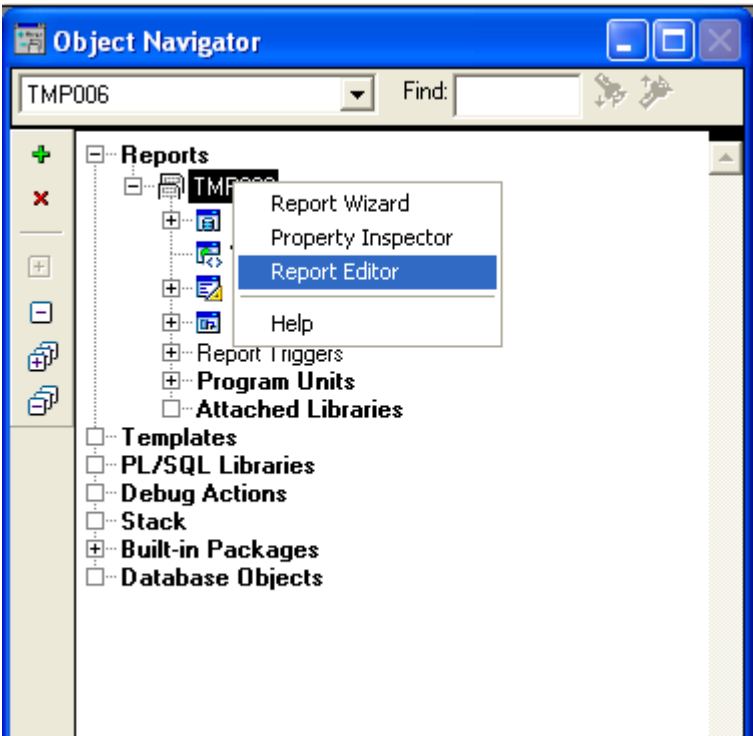 Object Navigator
TMP006
Find:
Reports
Report Wizard
Property Inspector
Report Editor
Help
Report Triggers
Program Units
Attached Libraries
Templates
PL/SQL Libraries
Debug Actions
Stack
Built-in Packages
Database Objects